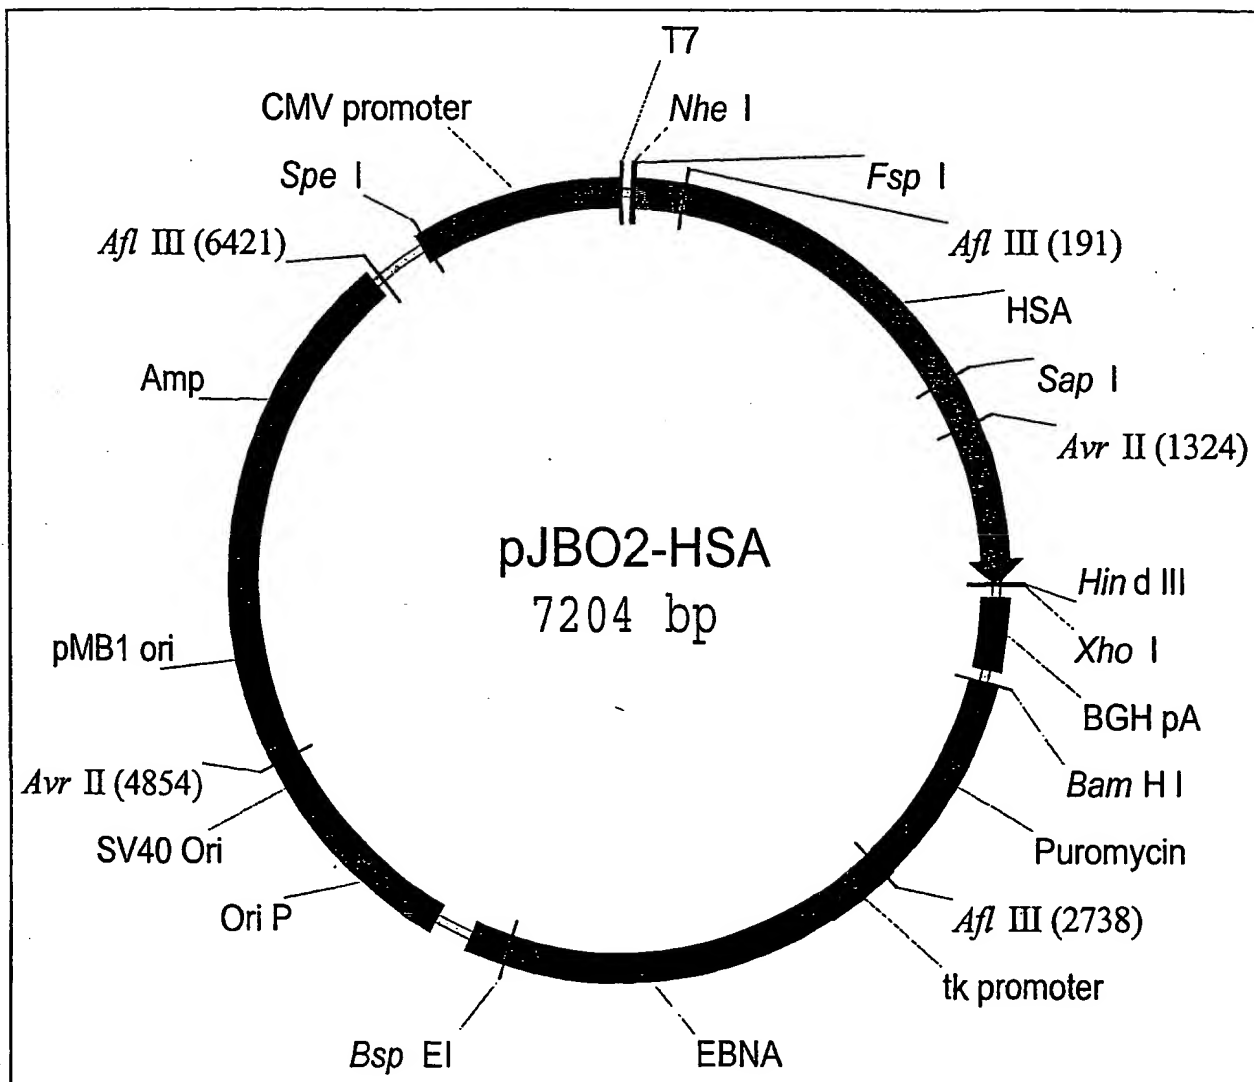 T7
CMV promoter
Nhe I
Spe I
Fsp I
Afl III (6421)
Afl III (191)
HSA
Amp
Sap I
Avr II (1324)
pJBO2-HSA
7204 bp
Hin d III
pMB1 ori
Xho I
BGH pA
Avr II (4854)
Bam H I
SV40 Ori
Puromycin
Ori P
Afl III (2738)
tk promoter
Bsp EI
EBNA